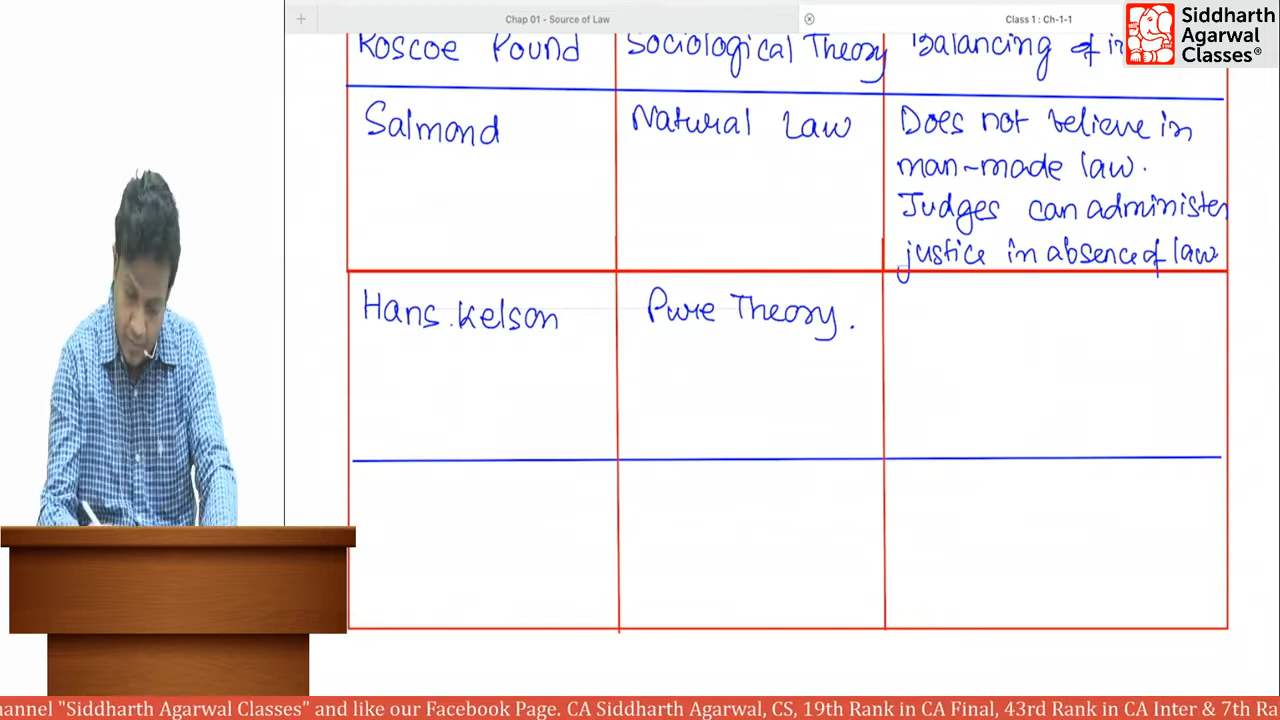 Chap 01 - Source of Law
Class 1 : Ch-1-1
Siddharth
Agarwal
Classes®
Roscoe Pound
Sociological Theory
Balancing of
Salmond
Natural Law
Does not believe in
man-made law.
Judges can administer
justice in absence of law
Hans. Kelson
Pure Theory.
hannel "Siddharth Agarwal Classes" and like our Facebook Page. CA Siddharth Agarwal, CS, 19th Rank in CA Final, 43rd Rank in CA Inter & 7th Ra